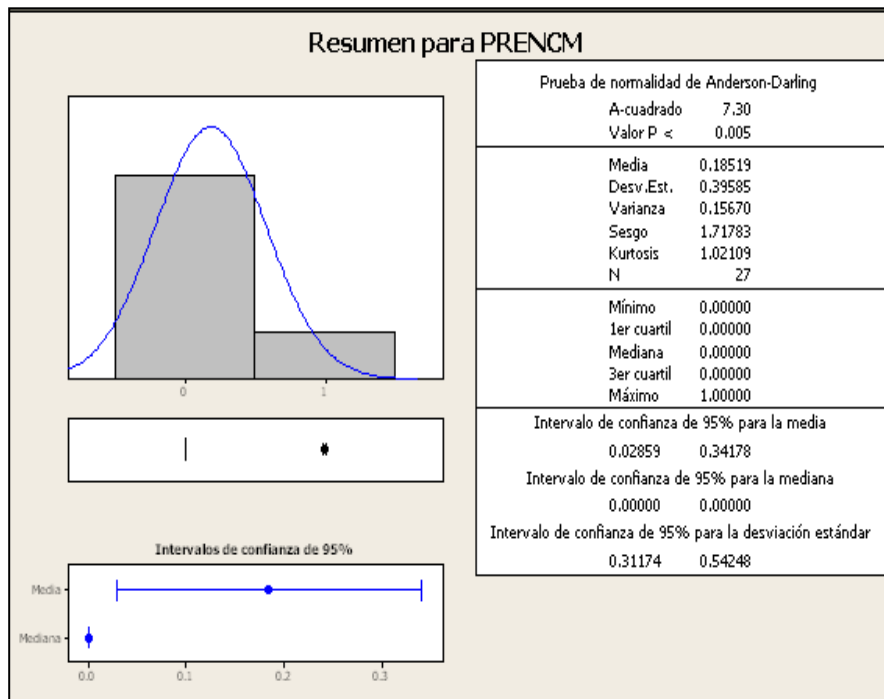 Resumen para PRENCM
Prueba de normalidad de Anderson-Darling
A-cuadrado 7.30
Valor P < 0.005
Media 0.18519
Desv.Est. 0.39585
Varianza 0.15670
Sesgo 1.71783
Kurtosis 1.02109
N 27
Mínimo 0.00000
1er cuartil 0.00000
Mediana 0.00000
3er cuartil 0.00000
Máximo 1.00000
Intervalo de confianza de 95% para la media
0.02859 0.34178
Intervalo de confianza de 95% para la mediana
0.00000 0.00000
Intervalo de confianza de 95% para la desviación estándar
0.31174 0.54248
0 1
Intervalos de confianza de 95%
Media
Mediana
0.0 0.1 0.2 0.3